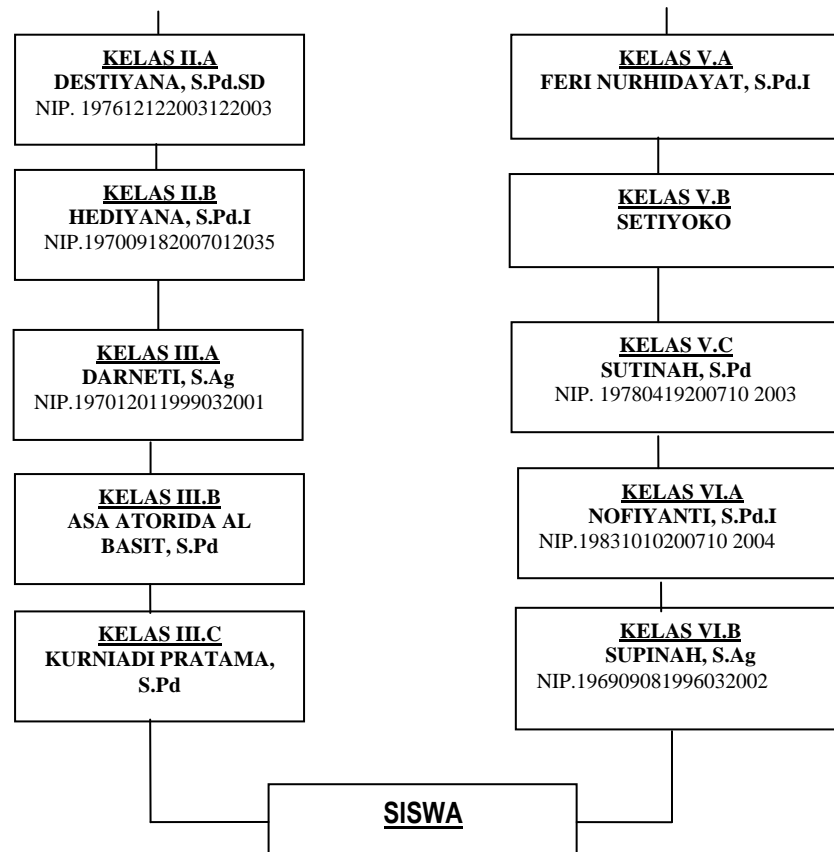 KELAS II.A
DESTIYANA, S.Pd.SD
NIP. 197612122003122003
KELAS II.B
HEDIYANA, S.Pd.I
NIP.197009182007012035
KELAS III.A
DARNETI, S.Ag
NIP.197012011999032001
KELAS III.B
ASA ATORIDA AL
BASIT, S.Pd
KELAS III.C
KURNIADI PRATAMA,
S.Pd
KELAS V.A
FERI NURHIDAYAT, S.Pd.I
KELAS V.B
SETIYOKO
KELAS V.C
SUTINAH, S.Pd
NIP. 19780419200710 2003
KELAS VI.A
NOFIYANTI, S.Pd.I
NIP.19831010200710 2004
KELAS VI.B
SUPINAH, S.Ag
NIP.196909081996032002
SISWA